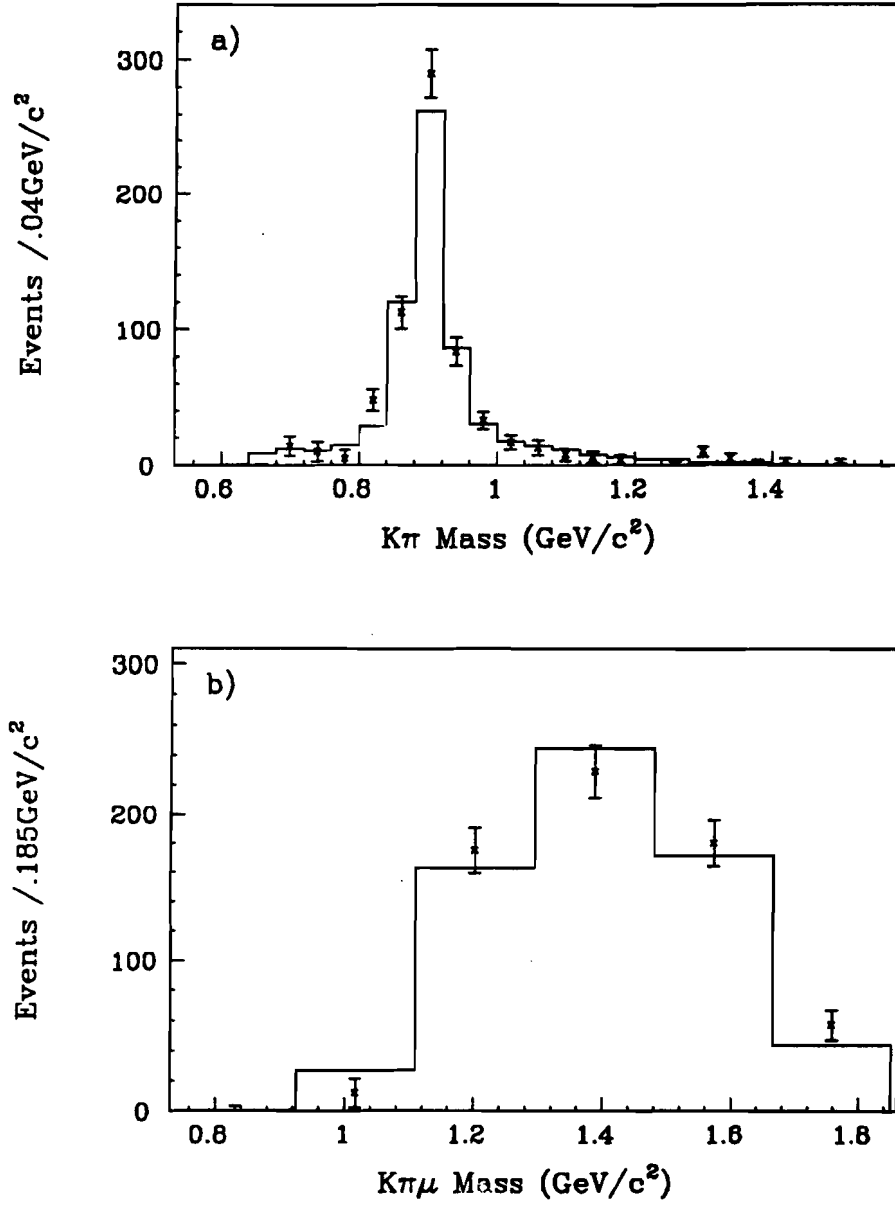 a)
Events /.04GeV/c²
300
200
100
0
0.6 0.8 1 1.2 1.4
Kπ Mass (GeV/c²)
b)
Events /.185GeV/c²
300
200
100
0
0.8 1 1.2 1.4 1.6 1.8
Kπμ Mass (GeV/c²)